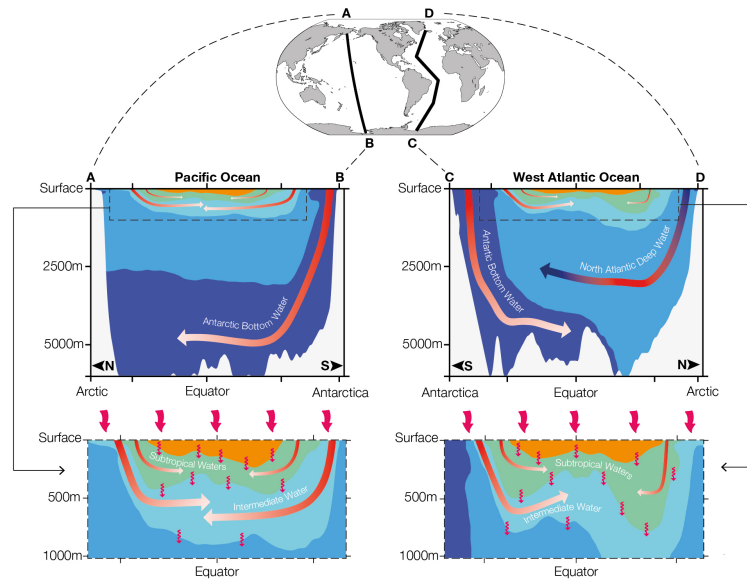 A
D
B
C
A
Pacific Ocean
B
C
West Atlantic Ocean
D
Surface
2500m
5000m
Antarctic Bottom Water
N
S
Arctic
Equator
Antarctica
Surface
2500m
5000m
Antartic Bottom Water
North Atlantic Deep Water
S
N
Antarctica
Equator
Arctic
Surface
500m
1000m
Subtropical Waters
Intermediate Water
Equator
Surface
500m
1000m
Subtropical Waters
Intermediate Water
Equator